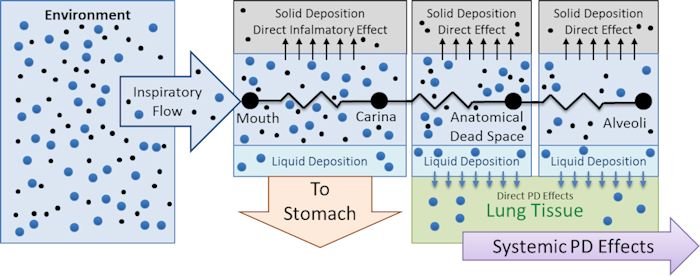 Environment
Inspiratory
Flow
Solid Deposition
Direct Infalmatory Effect
Mouth
Carina
Liquid Deposition
To
Stomach
Solid Deposition
Direct Effect
Anatomical
Dead Space
Liquid Deposition
Solid Deposition
Direct Effect
Alveoli
Liquid Deposition
Direct PD Effects
Lung Tissue
Systemic PD Effects